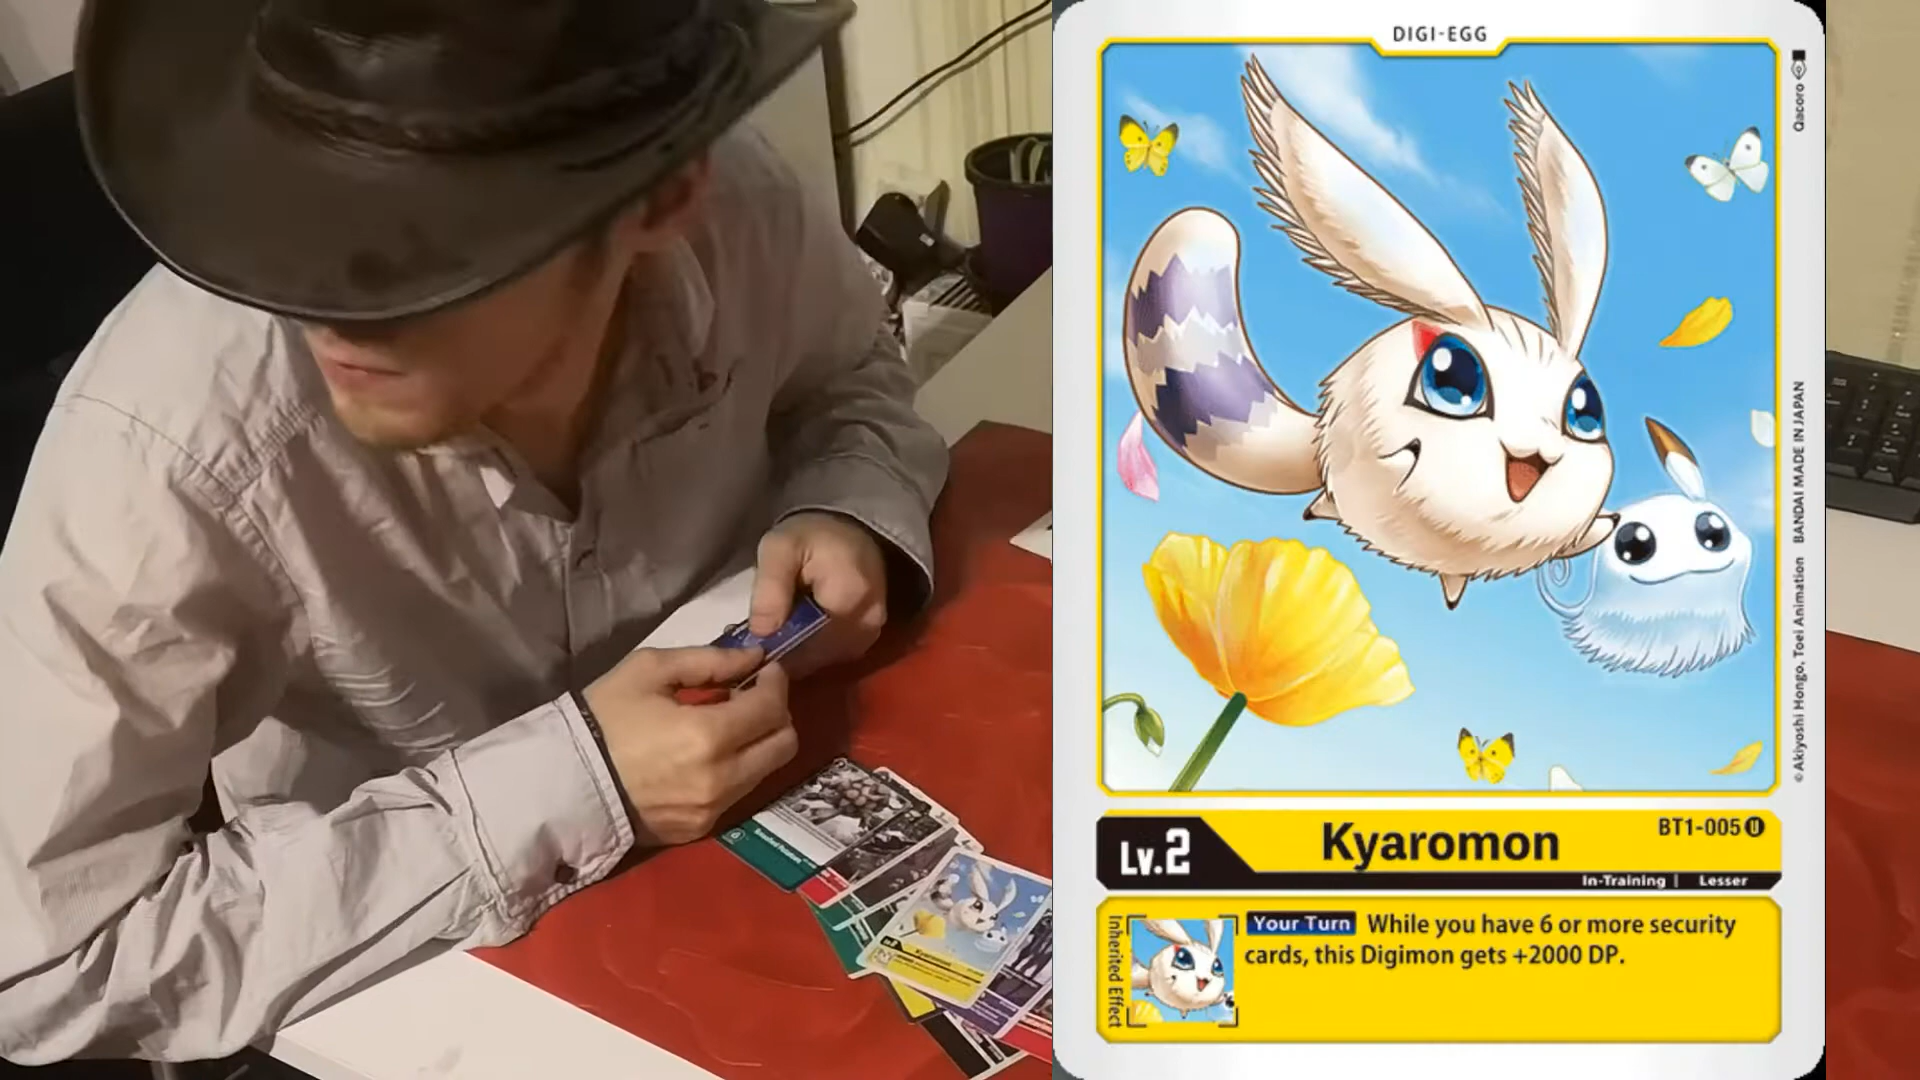 DIGI-EGG
Qacoro
© Akiyoshi Hongo, Toei Animation BANDAI MADE IN JAPAN
Lv.2
Kyaromon
BT1-005 U
In-Training | Lesser
Inherited Effect
Your Turn While you have 6 or more security
cards, this Digimon gets +2000 DP.
Kyaromon